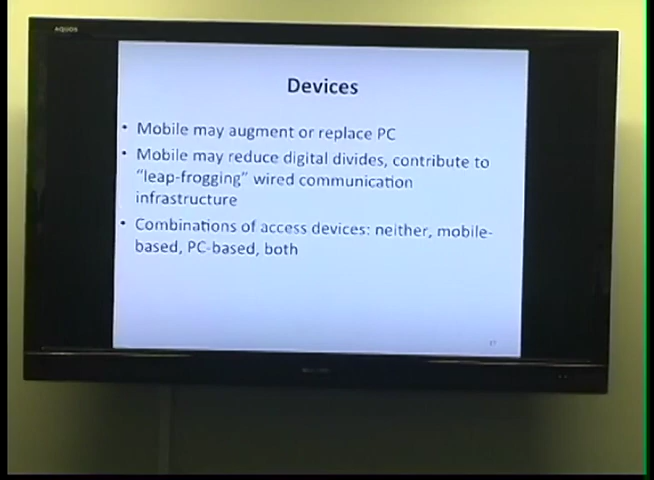 AQUOS
Devices
• Mobile may augment or replace PC
• Mobile may reduce digital divides, contribute to
“leap-frogging” wired communication
infrastructure
• Combinations of access devices: neither, mobile-
based, PC-based, both